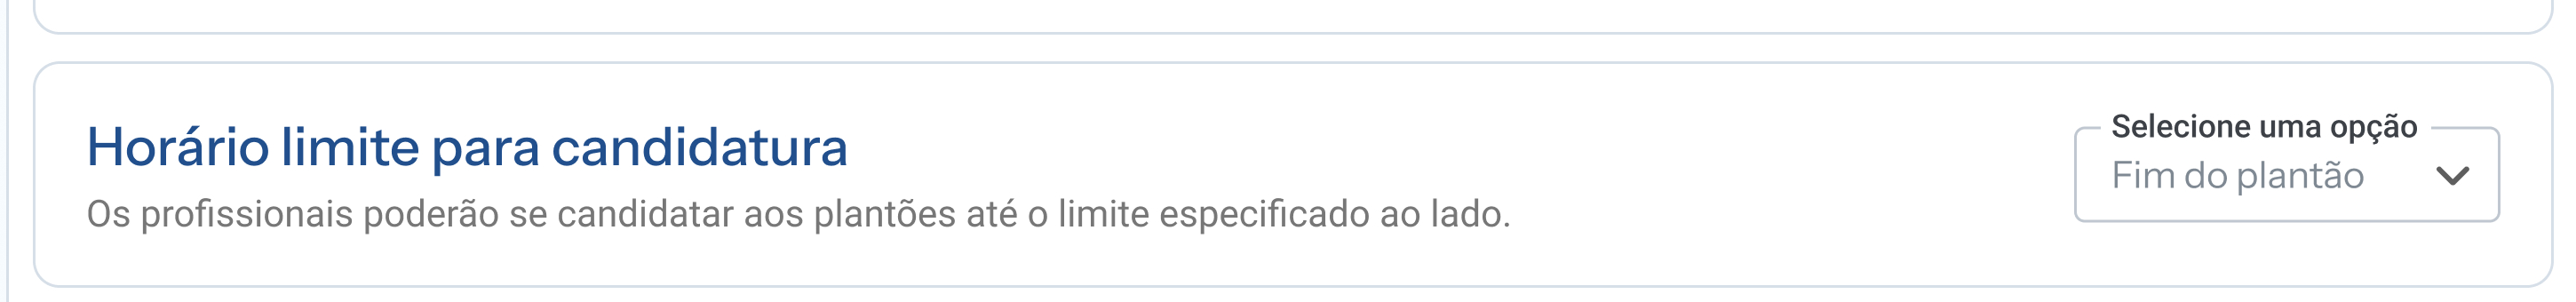 Horário limite para candidatura
Os profissionais poderão se candidatar aos plantões até o limite especificado ao lado.
Selecione uma opção
Fim do plantão